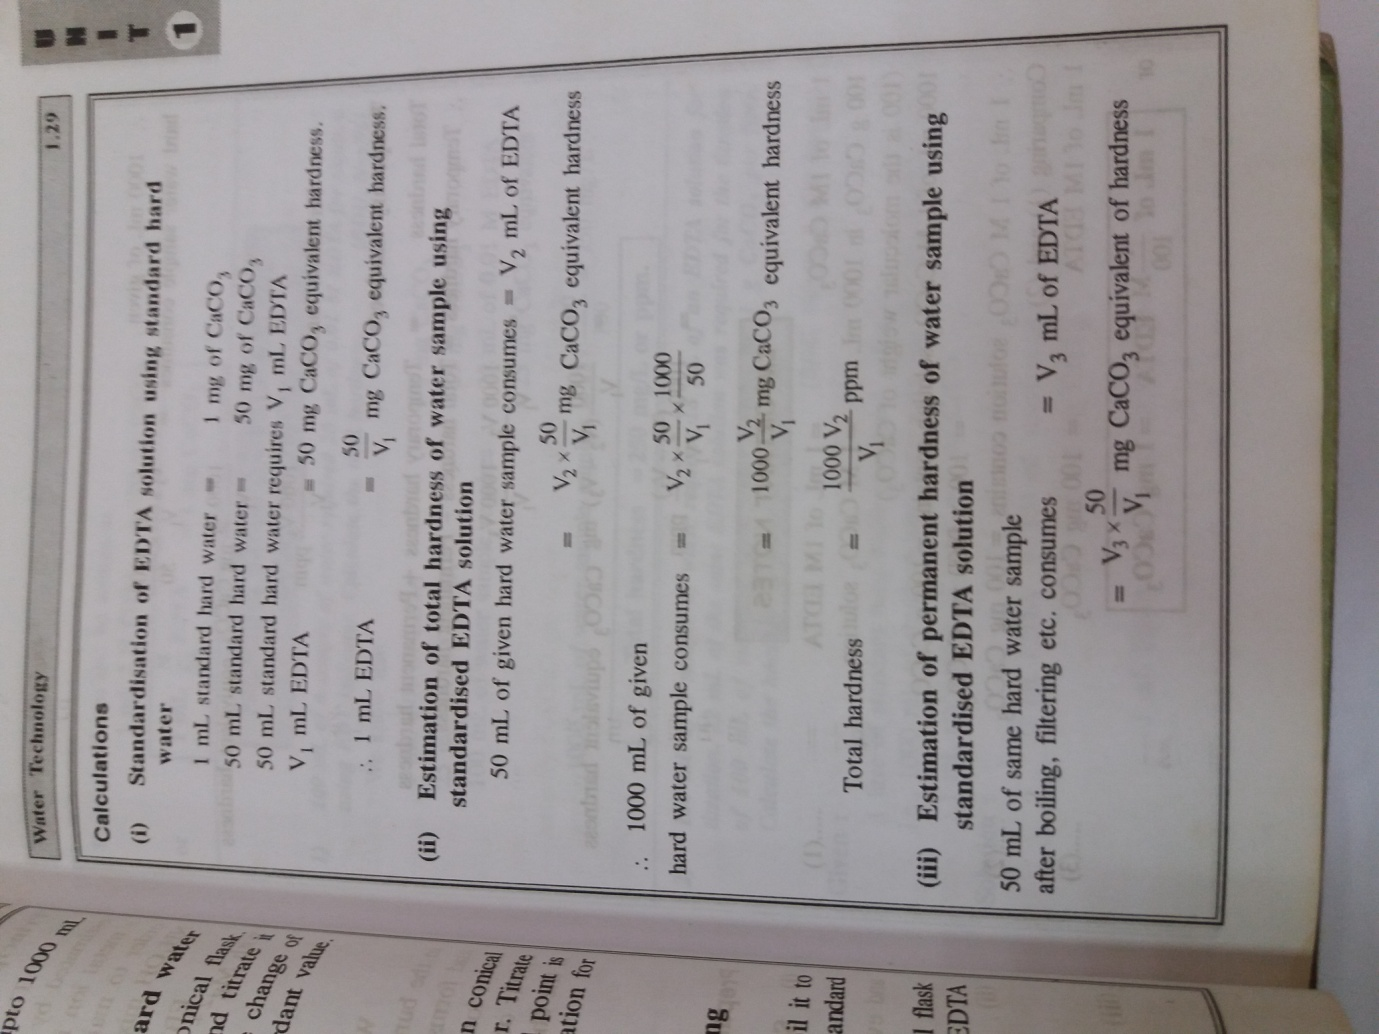 Water Technology 1.29
U
N
I
T
1
Calculations
(i) Standardisation of EDTA solution using standard hard
water
1 mL standard hard water = 1 mg of CaCO₃
50 mL standard hard water = 50 mg of CaCO₃
50 mL standard hard water requires V₁ mL EDTA
V₁ mL EDTA = 50 mg CaCO₃ equivalent hardness.
∴ 1 mL EDTA = 50/V₁ mg CaCO₃ equivalent hardness.
(ii) Estimation of total hardness of water sample using
standardised EDTA solution
50 mL of given hard water sample consumes = V₂ mL of EDTA
= V₂ × 50/V₁ mg CaCO₃ equivalent hardness
∴ 1000 mL of given
hard water sample consumes = V₂ × 50/V₁ × 1000/50
= 1000 V₂/V₁ mg CaCO₃ equivalent hardness
Total hardness = 1000 V₂/V₁ ppm
(iii) Estimation of permanent hardness of water sample using
standardised EDTA solution
50 mL of same hard water sample
after boiling, filtering etc. consumes = V₃ mL of EDTA
= V₃ × 50/V₁ mg CaCO₃ equivalent of hardness
upto 1000 mL
ard water
onical flask.
nd titrate it
change of
dant value.
n conical
r. Titrate
point is
ation for
ng
il it to
andard
l flask
EDTA